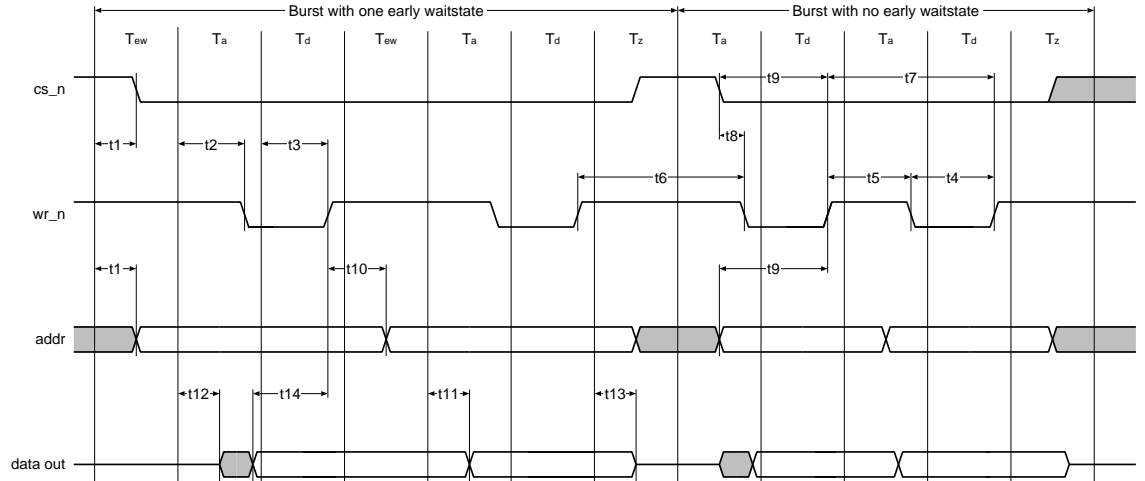 Burst with one early waitstate Burst with no early waitstate
Tew Ta Td Tew Ta Td Tz Ta Td Ta Td Tz
cs_n t9 t7
t1 t2 t3 t8
t6 t5 t4
wr_n
t1 t10 t9
addr
t12 t14 t11 t13
data out